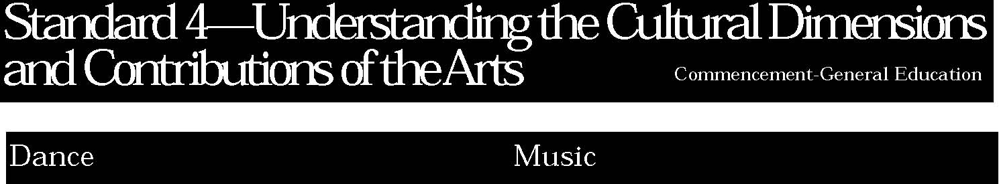 Standard 4—Understanding the Cultural Dimensions
and Contributions of the Arts
Commencement-General Education
Dance
Music